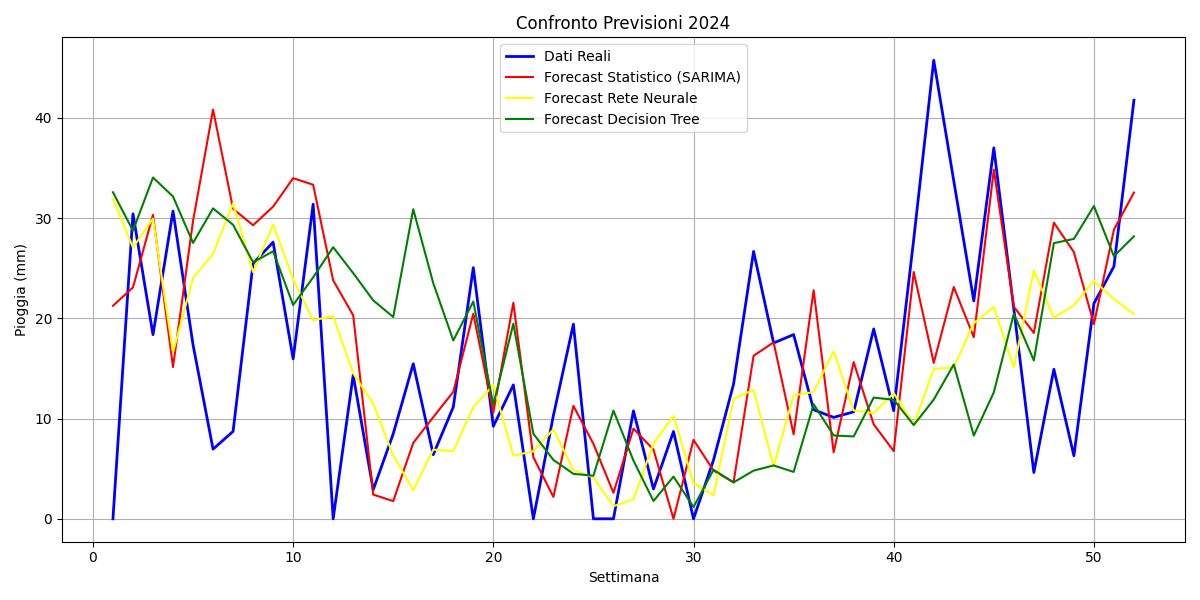 Confronto Previsioni 2024
Dati Reali
Forecast Statistico (SARIMA)
Forecast Rete Neurale
Forecast Decision Tree
Pioggia (mm)
40
30
20
10
0
0 10 20 30 40 50
Settimana